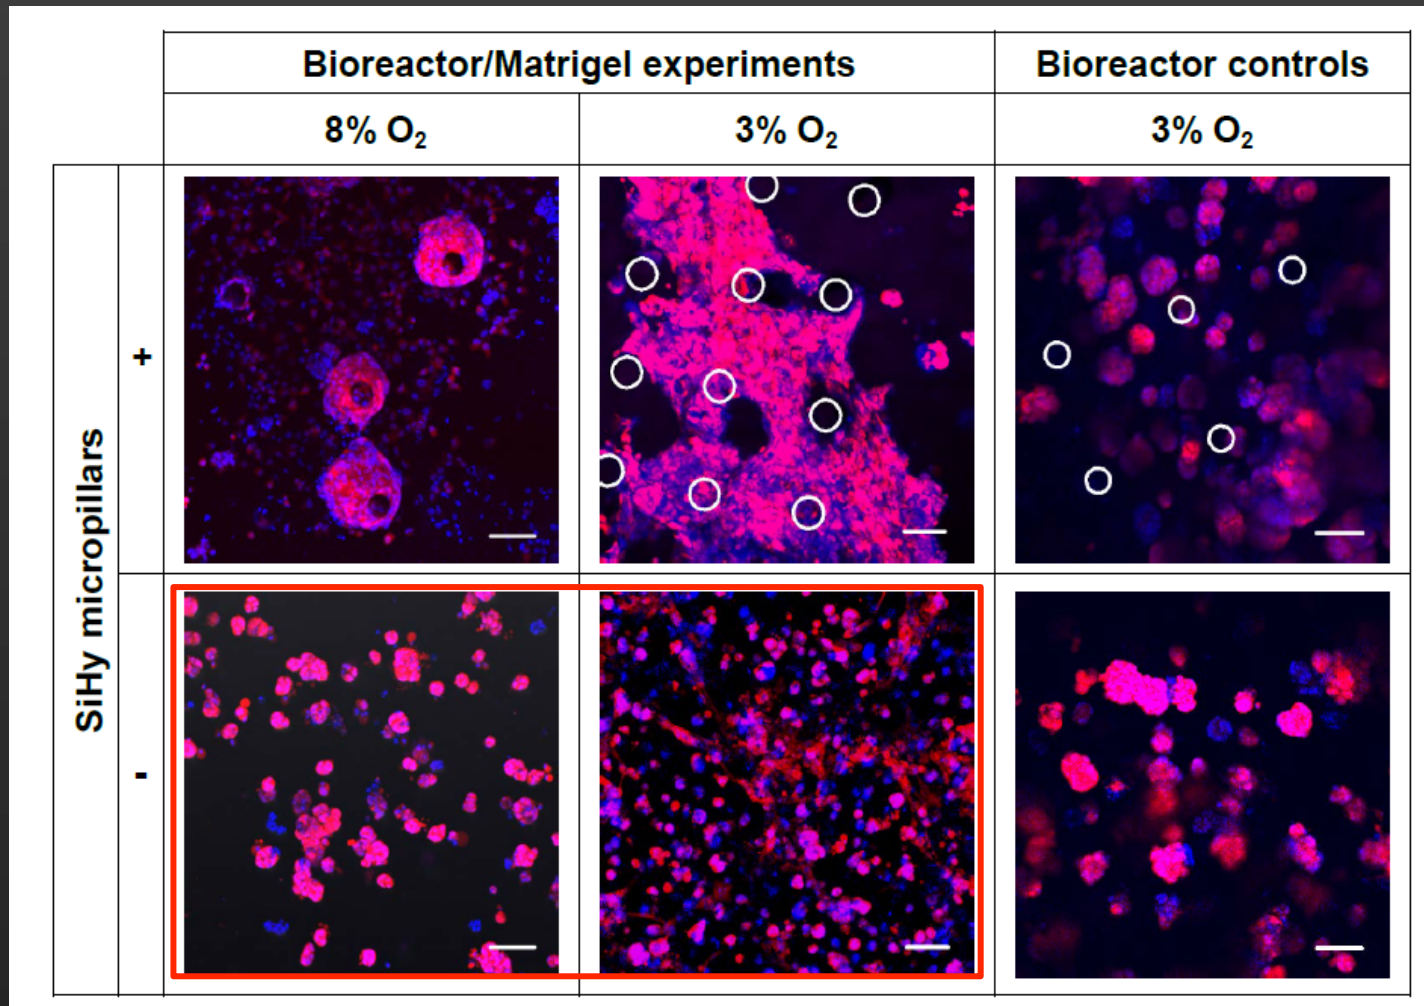 Bioreactor/Matrigel experiments
Bioreactor controls
8% O₂
3% O₂
3% O₂
SiHy micropillars
+
-